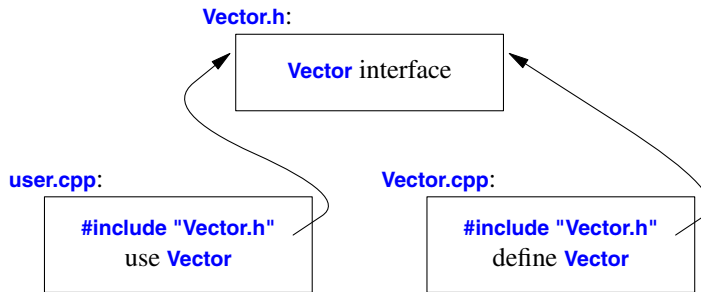 Vector.h:
Vector interface
user.cpp:
Vector.cpp:
#include "Vector.h"
use Vector
#include "Vector.h"
define Vector